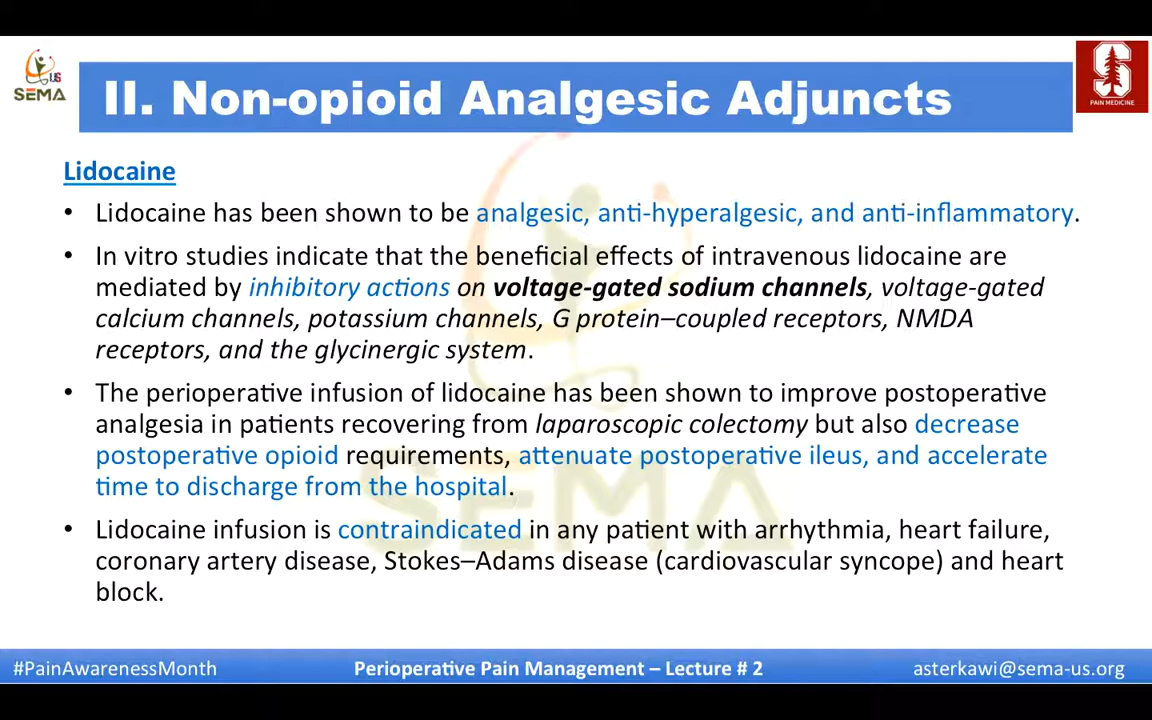 US
SEMA
II. Non-opioid Analgesic Adjuncts
S
PAIN MEDICINE
Lidocaine
• Lidocaine has been shown to be analgesic, anti-hyperalgesic, and anti-inflammatory.
• In vitro studies indicate that the beneficial effects of intravenous lidocaine are
mediated by inhibitory actions on voltage-gated sodium channels, voltage-gated
calcium channels, potassium channels, G protein–coupled receptors, NMDA
receptors, and the glycinergic system.
• The perioperative infusion of lidocaine has been shown to improve postoperative
analgesia in patients recovering from laparoscopic colectomy but also decrease
postoperative opioid requirements, attenuate postoperative ileus, and accelerate
time to discharge from the hospital.
• Lidocaine infusion is contraindicated in any patient with arrhythmia, heart failure,
coronary artery disease, Stokes–Adams disease (cardiovascular syncope) and heart
block.
SEMA
#PainAwarenessMonth
Perioperative Pain Management – Lecture # 2
asterkawi@sema-us.org